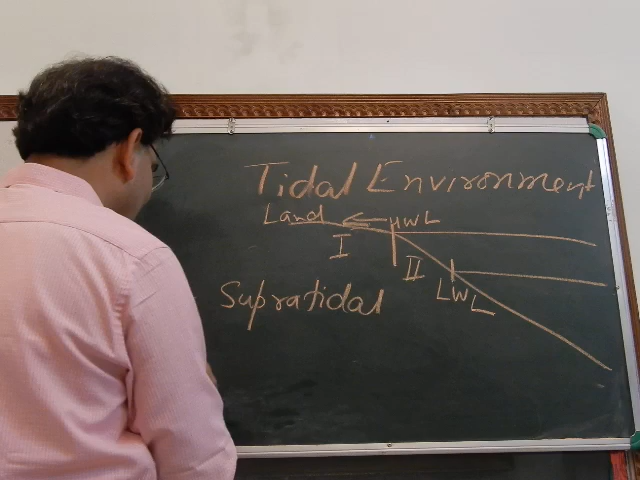 Tidal Environment
Land HWL
I
II
LWL
Supratidal